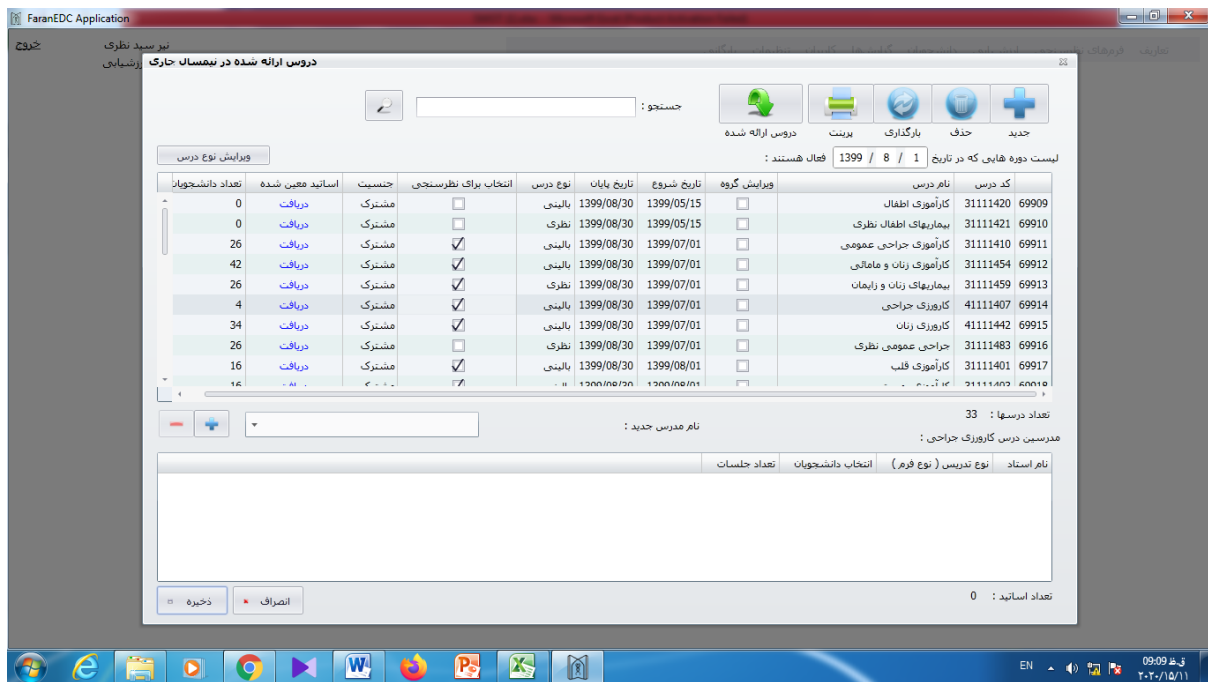 FaranEDC Application
خروج
نیر سید نظری
دروس ارائه شده در نیمسال جاری
جستجو :
جدید حذف بارگذاری پرینت دروس ارائه شده
لیست دوره هایی که در تاریخ 1 / 8 / 1399 فعال هستند :
ویرایش نوع درس
کد درس نام درس ویرایش گروه تاریخ شروع تاریخ پایان نوع درس انتخاب برای نظرسنجی جنسیت اساتید معین شده تعداد دانشجویان
69909 31111420 کارآموزی اطفال 1399/05/15 1399/08/30 بالینی مشترک دریافت 0
69910 31111421 بیماریهای اطفال نظری 1399/05/15 1399/08/30 نظری مشترک دریافت 0
69911 31111410 کارآموزی جراحی عمومی 1399/07/01 1399/08/30 بالینی مشترک دریافت 26
69912 31111454 کارآموزی زنان و مامائی 1399/07/01 1399/08/30 بالینی مشترک دریافت 42
69913 31111459 بیماریهای زنان و زایمان 1399/07/01 1399/08/30 نظری مشترک دریافت 26
69914 41111407 کارورزی جراحی 1399/07/01 1399/08/30 بالینی مشترک دریافت 4
69915 41111442 کارورزی زنان 1399/07/01 1399/08/30 بالینی مشترک دریافت 34
69916 31111483 جراحی عمومی نظری 1399/07/01 1399/08/30 نظری مشترک دریافت 26
69917 31111401 کارآموزی قلب 1399/08/01 1399/08/30 بالینی مشترک دریافت 16
تعداد درسها : 33
نام مدرس جدید :
مدرسین درس کارورزی جراحی :
نام استاد نوع تدریس ( نوع فرم ) انتخاب دانشجویان تعداد جلسات
تعداد اساتید : 0
انصراف ذخیره
EN
09:09 ق.ظ
۲۰۲۰/۱۵/۱۱